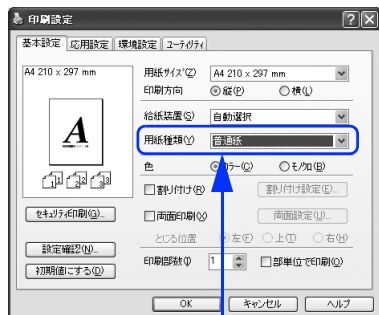 印刷設定
基本設定 応用設定 環境設定 ユーティリティ
A4 210 x 297 mm
用紙サイズ(Z) A4 210 x 297 mm
印刷方向 縦(P) 横(L)
給紙装置(S) 自動選択
用紙種類(Y) 普通紙
A
色 カラー(C) モノクロ(B)
1 2 3
割り付け(R) 割り付け設定(E)...
セキュリティ印刷(G)...
両面印刷(X) 両面設定(U)...
とじる位置 左(F) 上(T) 右(H)
設定確認(N)...
印刷部数(I) 1 部単位で印刷(O)
初期値にする(D)
OK キャンセル ヘルプ